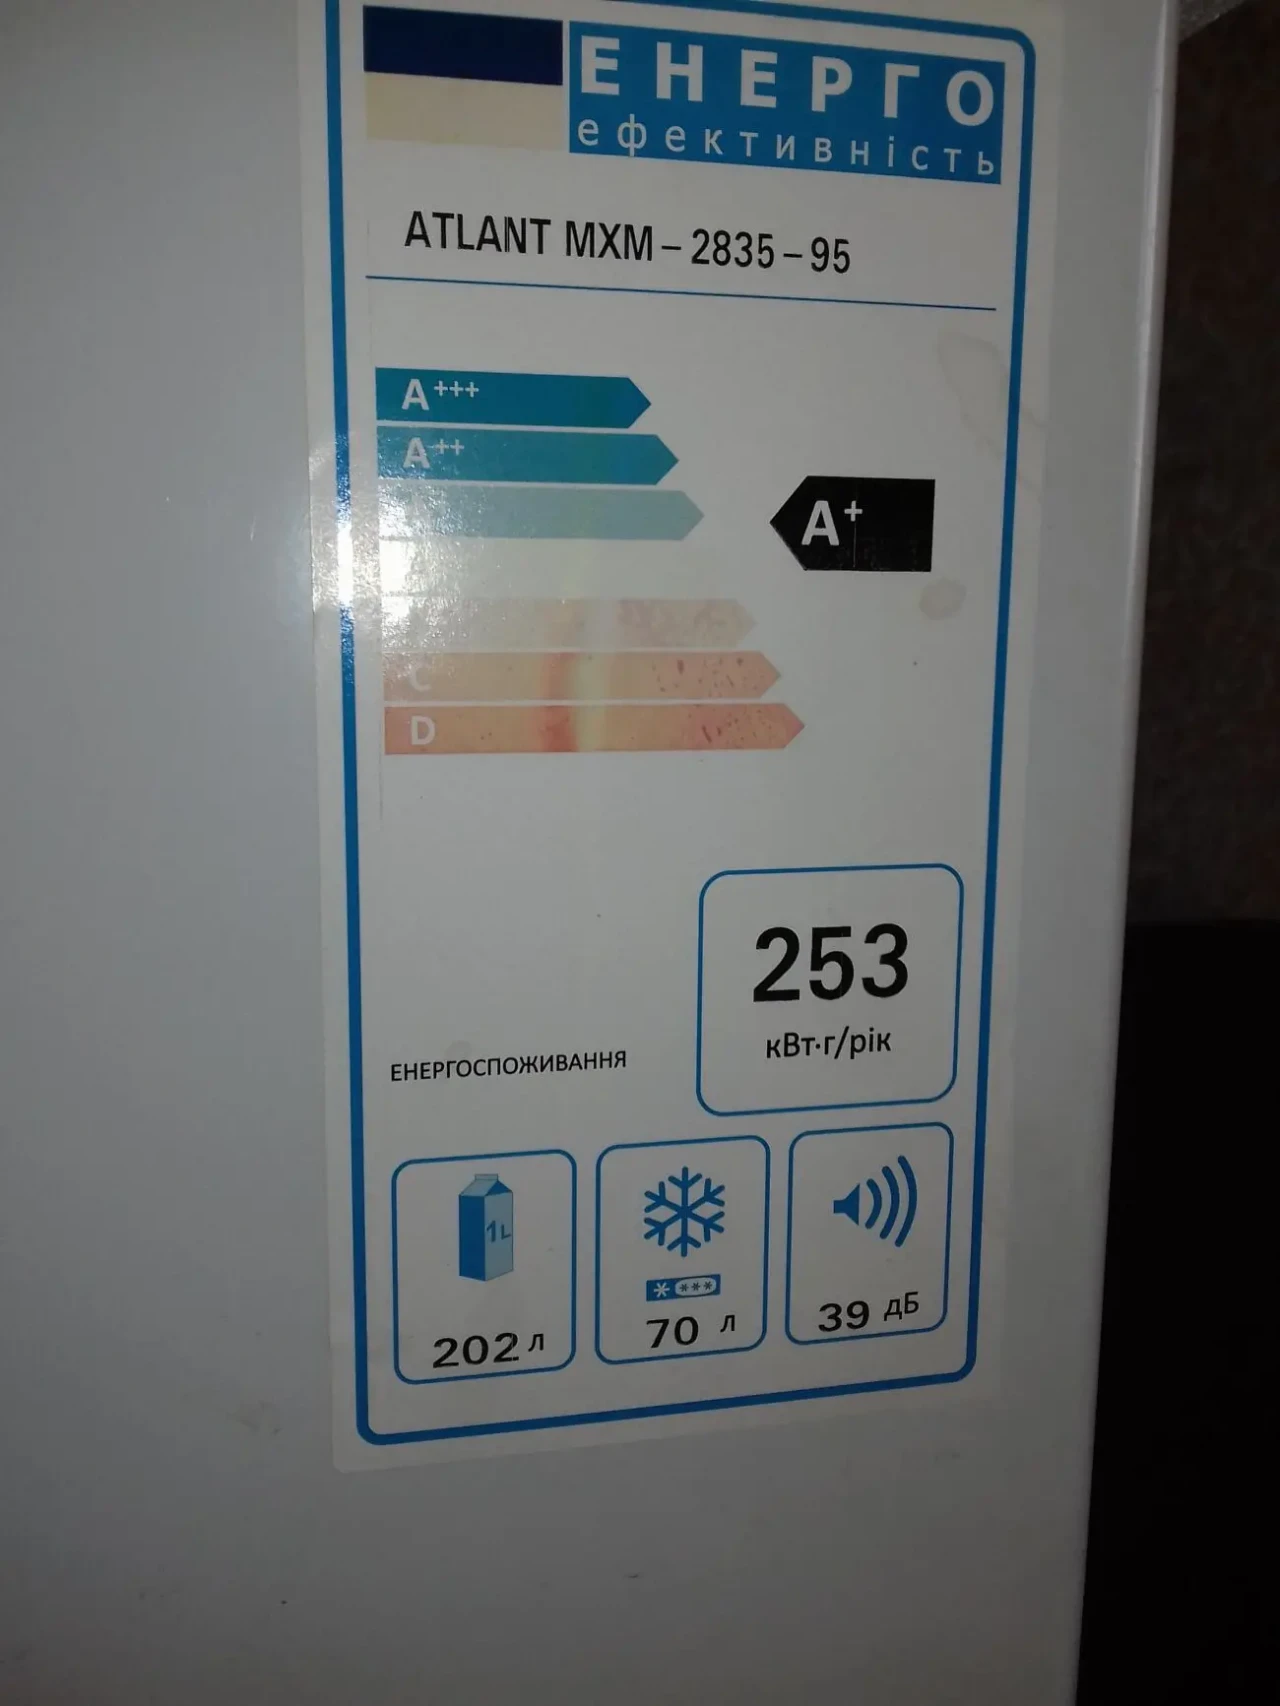 ЕНЕРГО
ефективність
ATLANT MXM – 2835 – 95
A+++
A++
A+
C
D
253
кВт·г/рік
ЕНЕРГОСПОЖИВАННЯ
1L
202 л
70 л
39 дБ